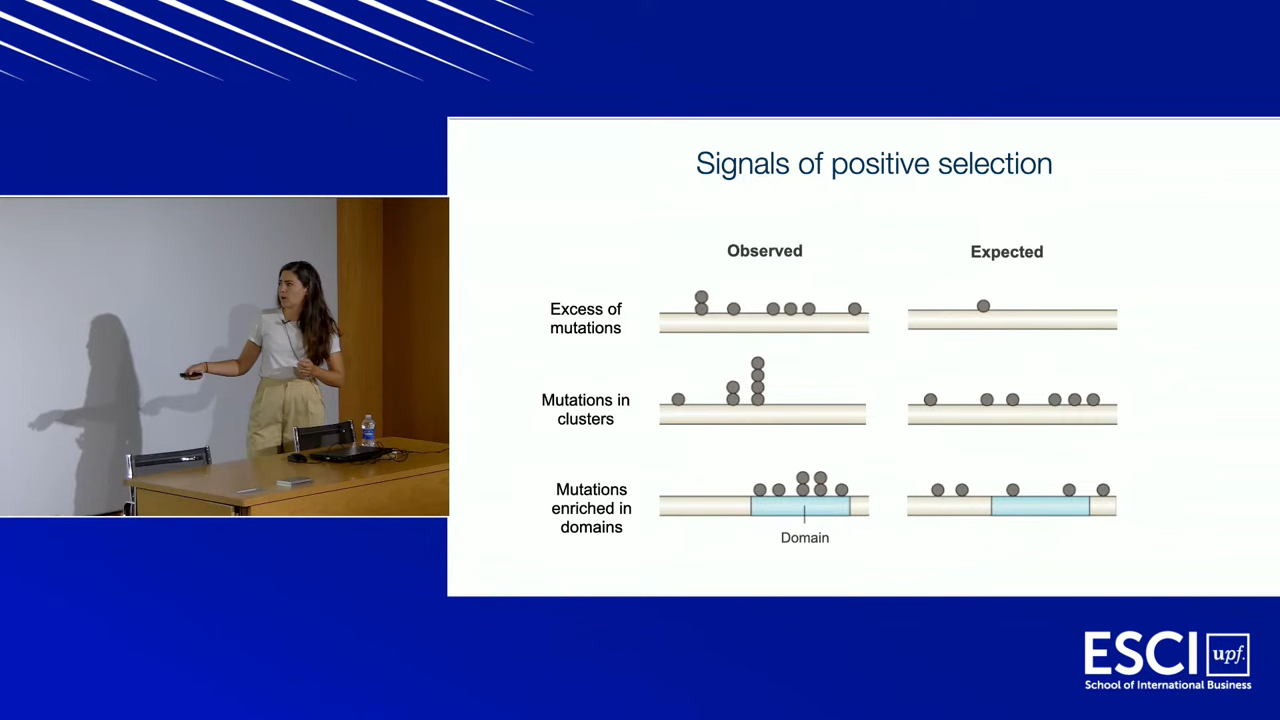 Signals of positive selection
Observed
Expected
Excess of
mutations
Mutations in
clusters
Mutations
enriched in
domains
Domain
ESCI upf.
School of International Business